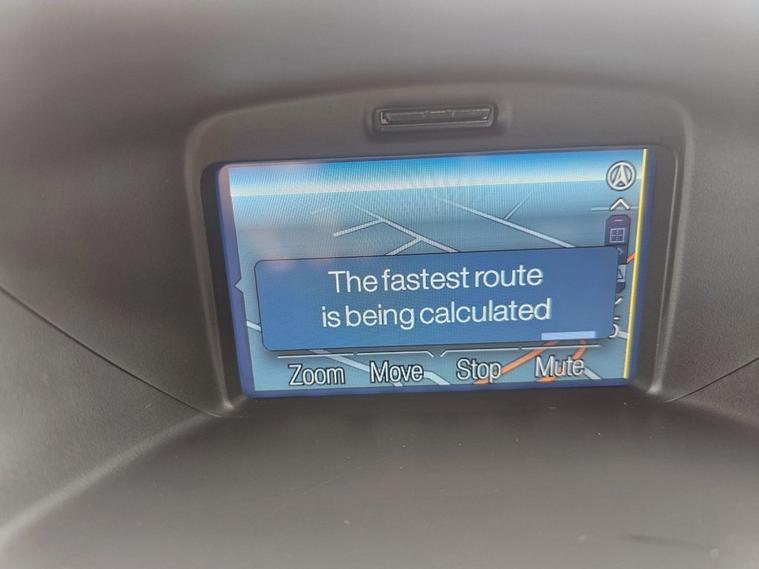 The fastest route
is being calculated
Zoom Move Stop Mute